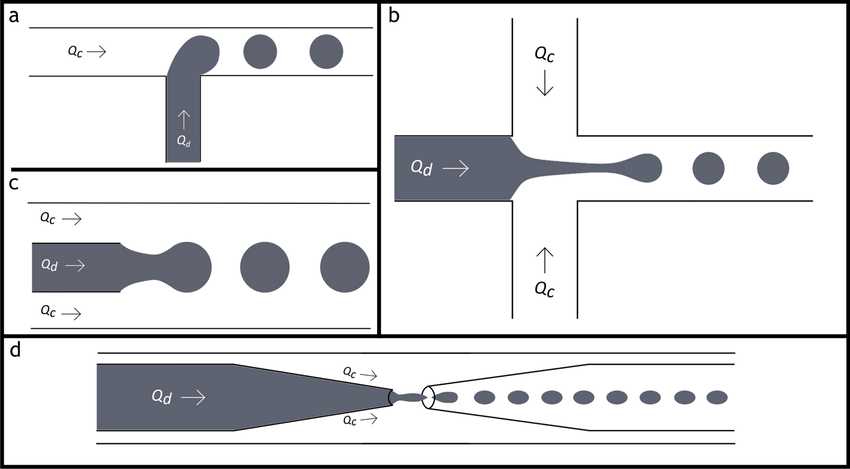 a
Qc →
↑
Qd
b
Qc
↓
Qd →
↑
Qc
c
Qc →
Qd →
Qc →
d
Qc →
Qd →
Qc →